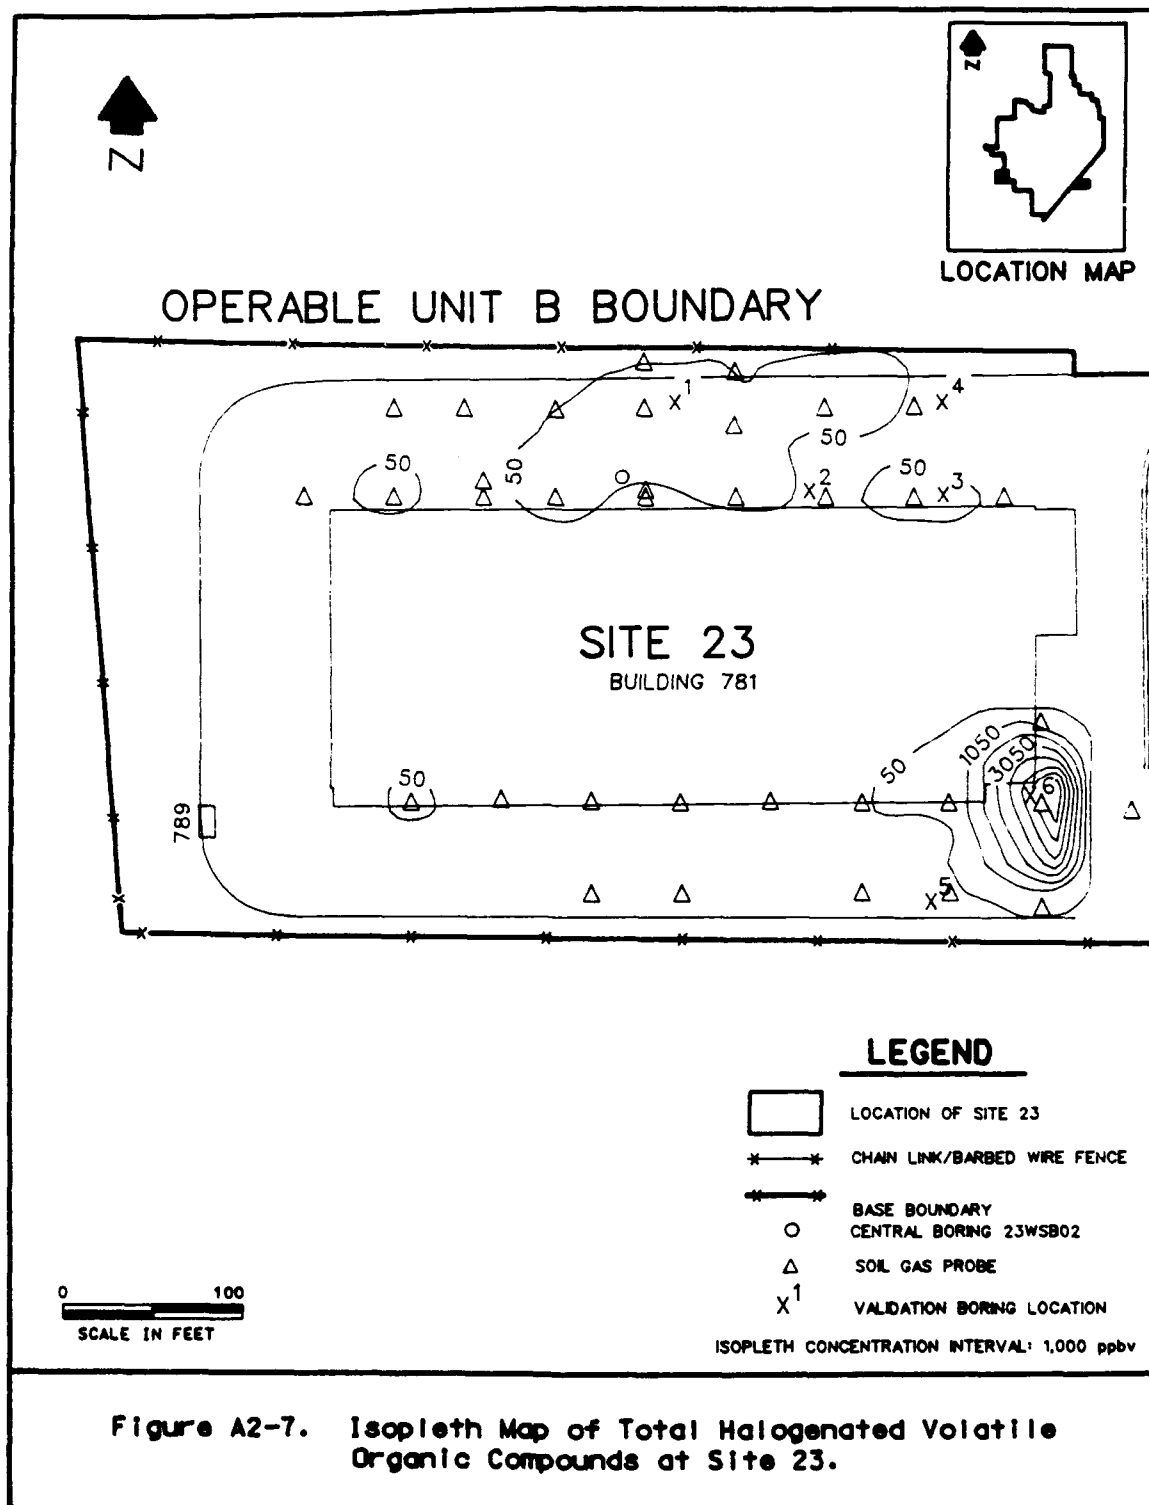 Z
Z
LOCATION MAP
OPERABLE UNIT B BOUNDARY
1
4
50
50
50
50
2
3
SITE 23
BUILDING 781
50
50
1050
3050
6
789
5
LEGEND
LOCATION OF SITE 23
CHAIN LINK/BARBED WIRE FENCE
BASE BOUNDARY
CENTRAL BORING 23WSB02
SOIL GAS PROBE
X1 VALIDATION BORING LOCATION
ISOPLETH CONCENTRATION INTERVAL: 1,000 ppbv
0 100
SCALE IN FEET
Figure A2-7. Isopleth Map of Total Halogenated Volatile
Organic Compounds at Site 23.